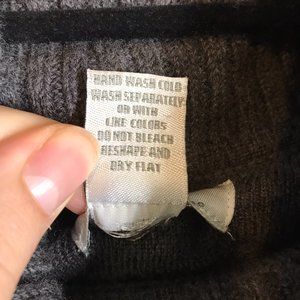 HAND WASH COLD
WASH SEPARATELY
OR WITH
LIKE COLORS
DO NOT BLEACH
RESHAPE AND
DRY FLAT